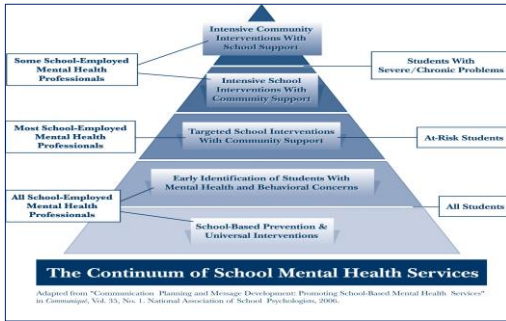 Intensive Community
Interventions With
School Support
Some School-Employed
Mental Health
Professionals
Students With
Severe/Chronic Problems
Intensive School
Interventions With
Community Support
Most School-Employed
Mental Health
Professionals
Targeted School Interventions
With Community Support
At-Risk Students
Early Identification of Students With
Mental Health and Behavioral Concerns
All School-Employed
Mental Health
Professionals
All Students
School-Based Prevention &
Universal Interventions
The Continuum of School Mental Health Services
Adapted from "Communication Planning and Message Development: Promoting School-Based Mental Health Services"
in Communiqué, Vol. 35, No. 1. National Association of School Psychologists, 2006.